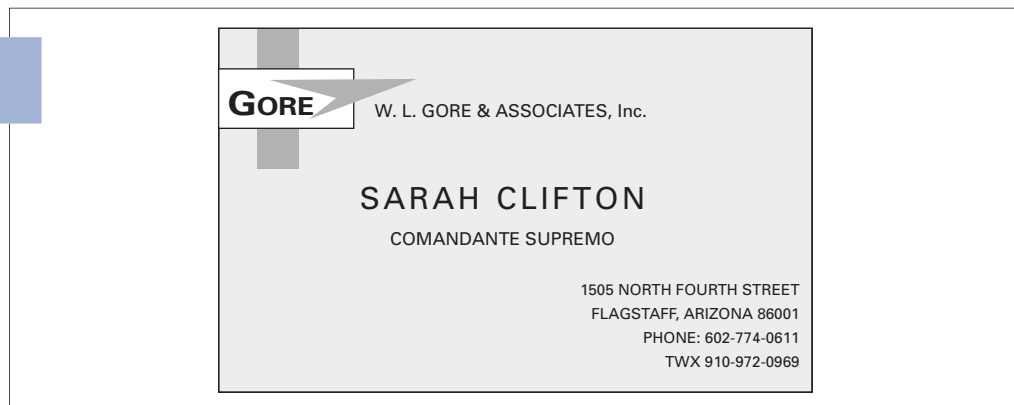 GORE
W. L. GORE & ASSOCIATES, Inc.
SARAH CLIFTON
COMANDANTE SUPREMO
1505 NORTH FOURTH STREET
FLAGSTAFF, ARIZONA 86001
PHONE: 602-774-0611
TWX 910-972-0969